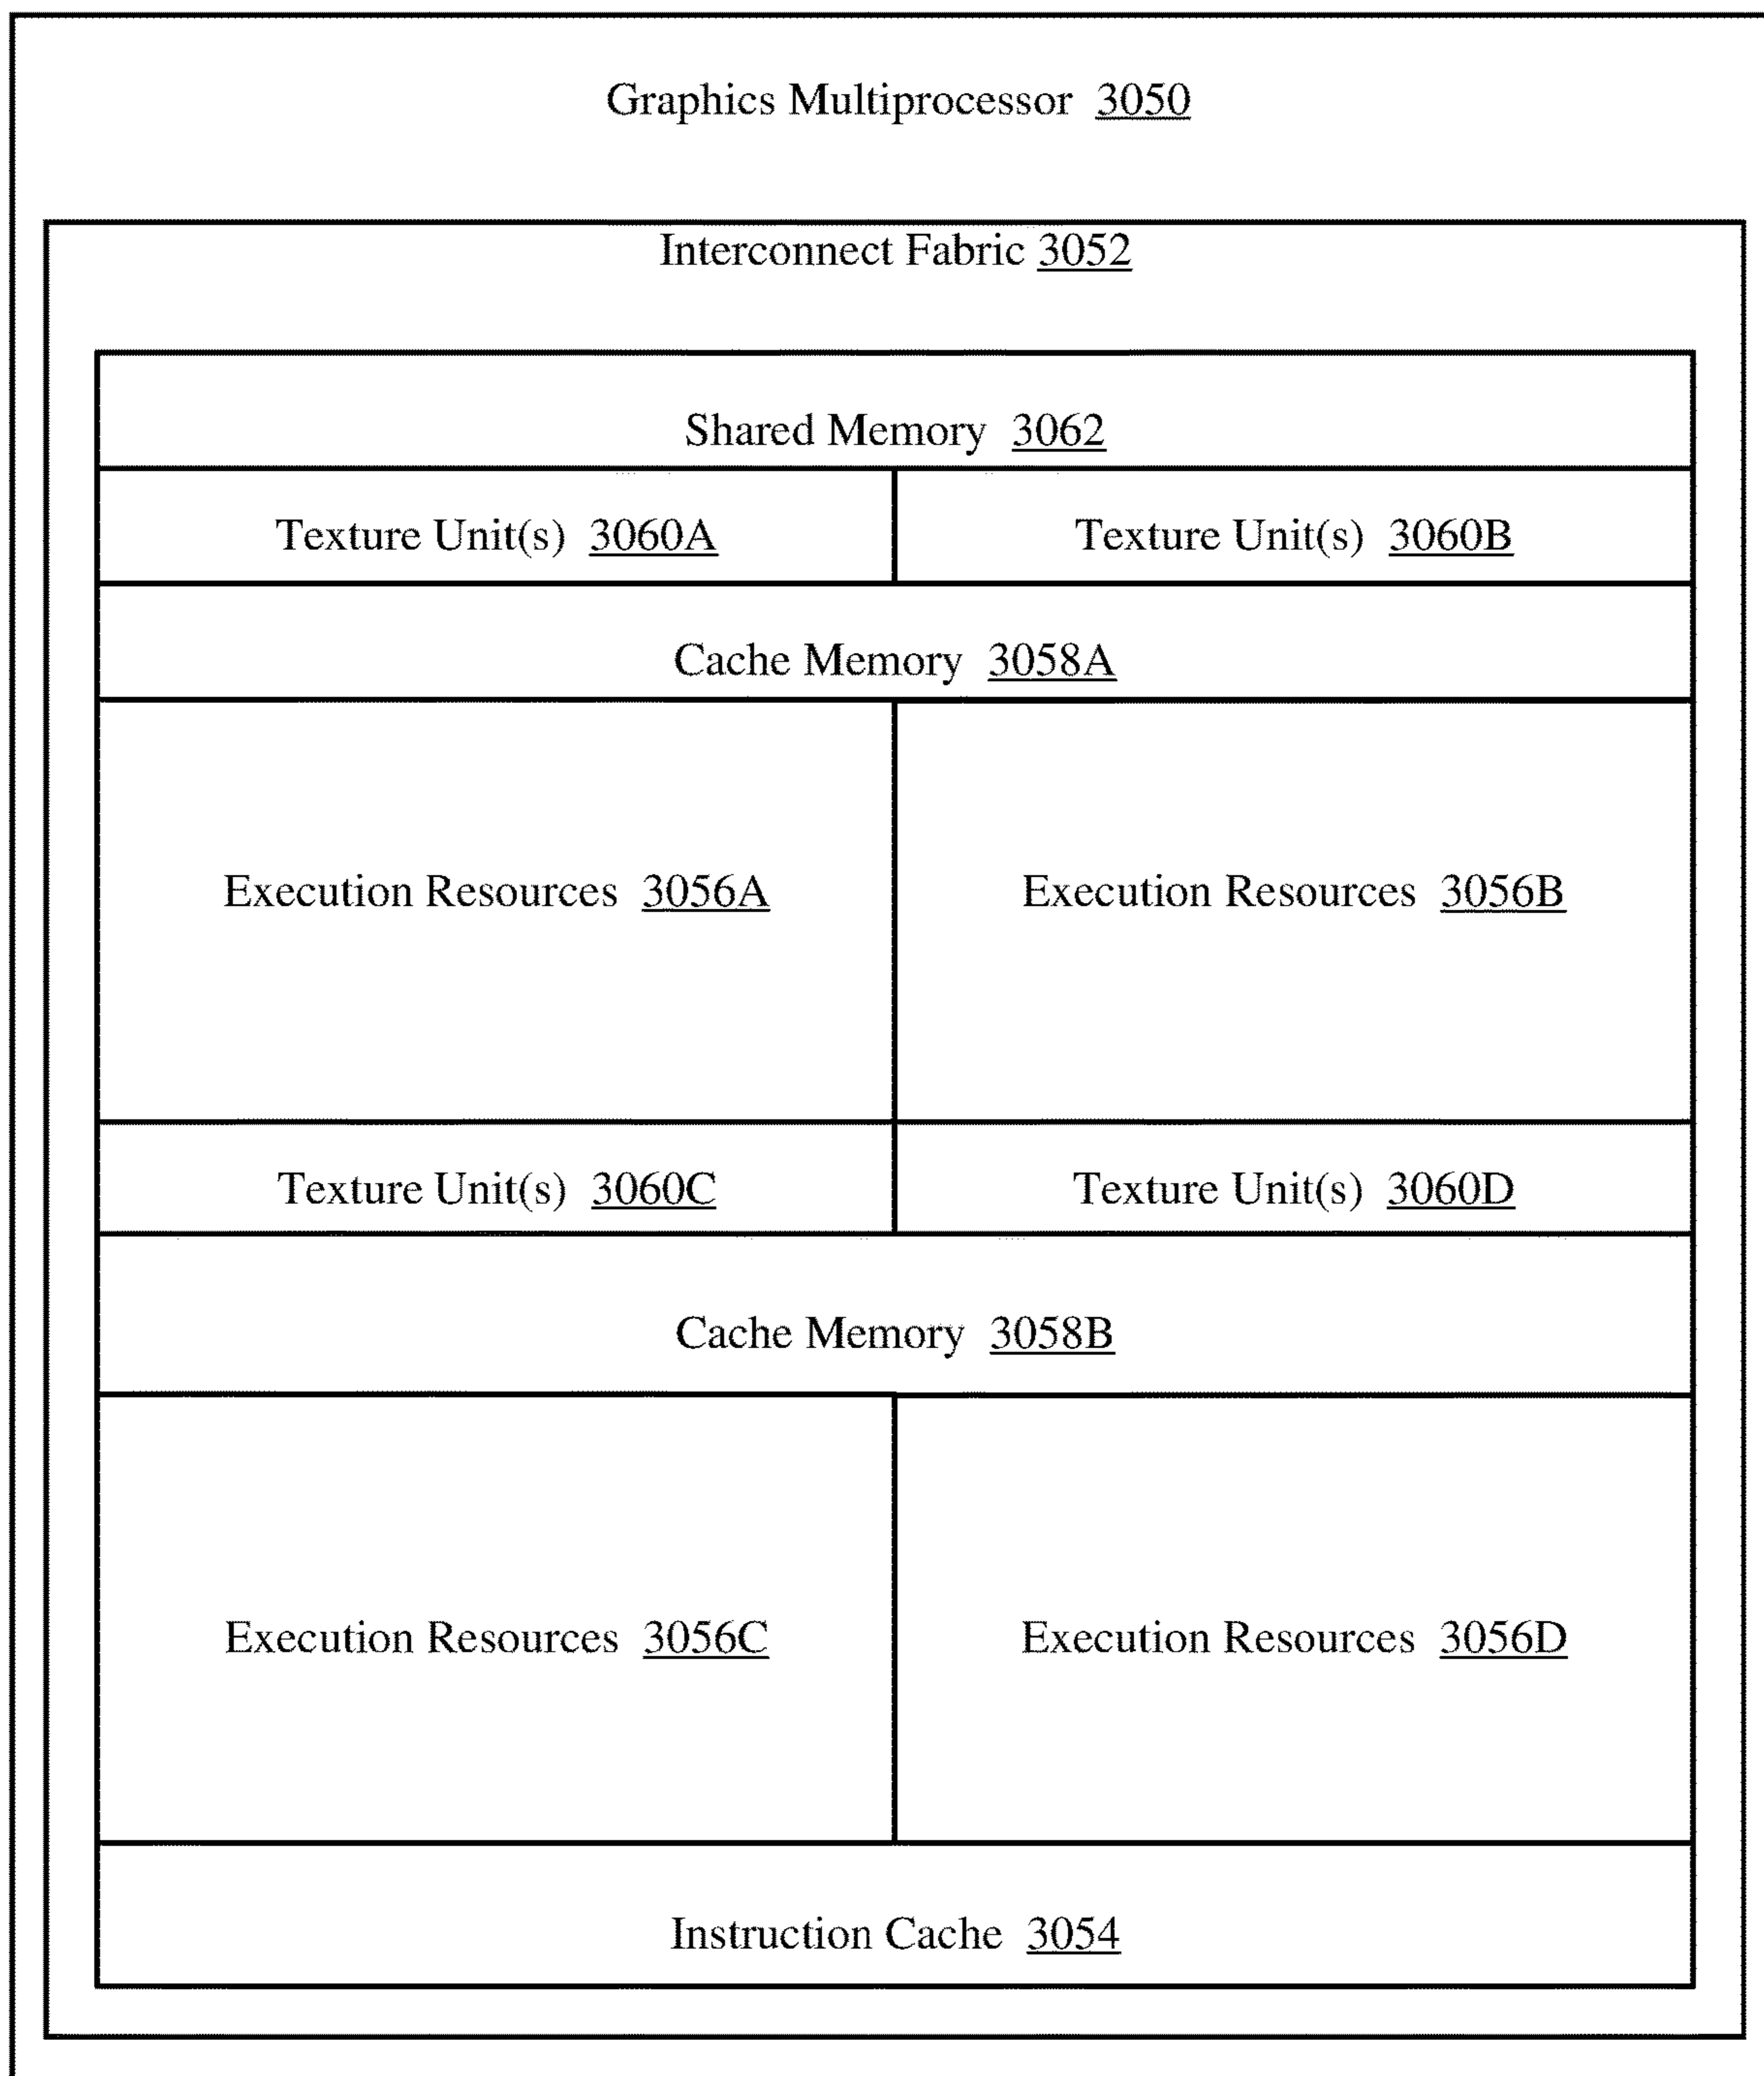 Graphics Multiprocessor 3050
Interconnect Fabric 3052
Shared Memory 3062
Texture Unit(s) 3060A
Texture Unit(s) 3060B
Cache Memory 3058A
Execution Resources 3056A
Execution Resources 3056B
Texture Unit(s) 3060C
Texture Unit(s) 3060D
Cache Memory 3058B
Execution Resources 3056C
Execution Resources 3056D
Instruction Cache 3054